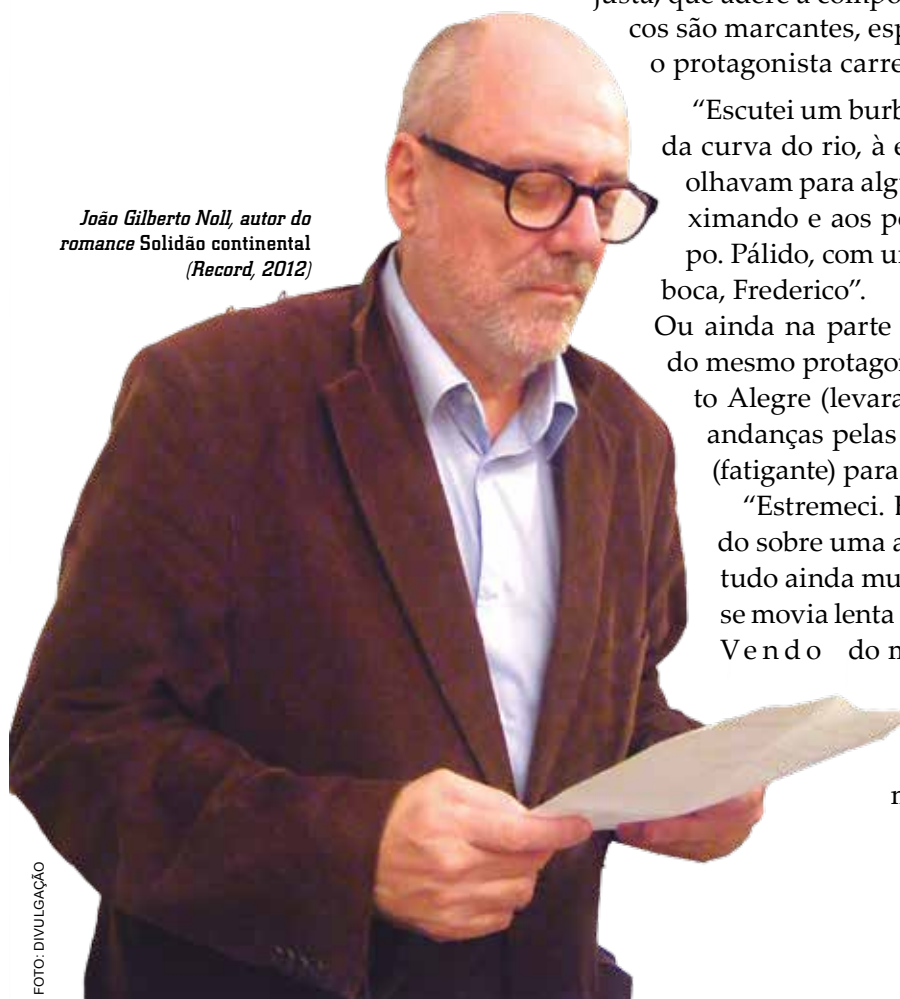 João Gilberto Noll, autor do
romance Solidão continental
(Record, 2012)
cos são marcantes, esp
o protagonista carre
“Escutei um burb
da curva do rio, à e
olhavam para algu
ximando e aos po
po. Pálido, com u
boca, Frederico”.
Ou ainda na parte
do mesmo protagon
to Alegre (levara
andanças pelas
(fatigante) para
“Estremeci. E
do sobre uma a
tudo ainda mu
se movia lenta
Vendo do m
FOTO: DIVULGAÇÃO